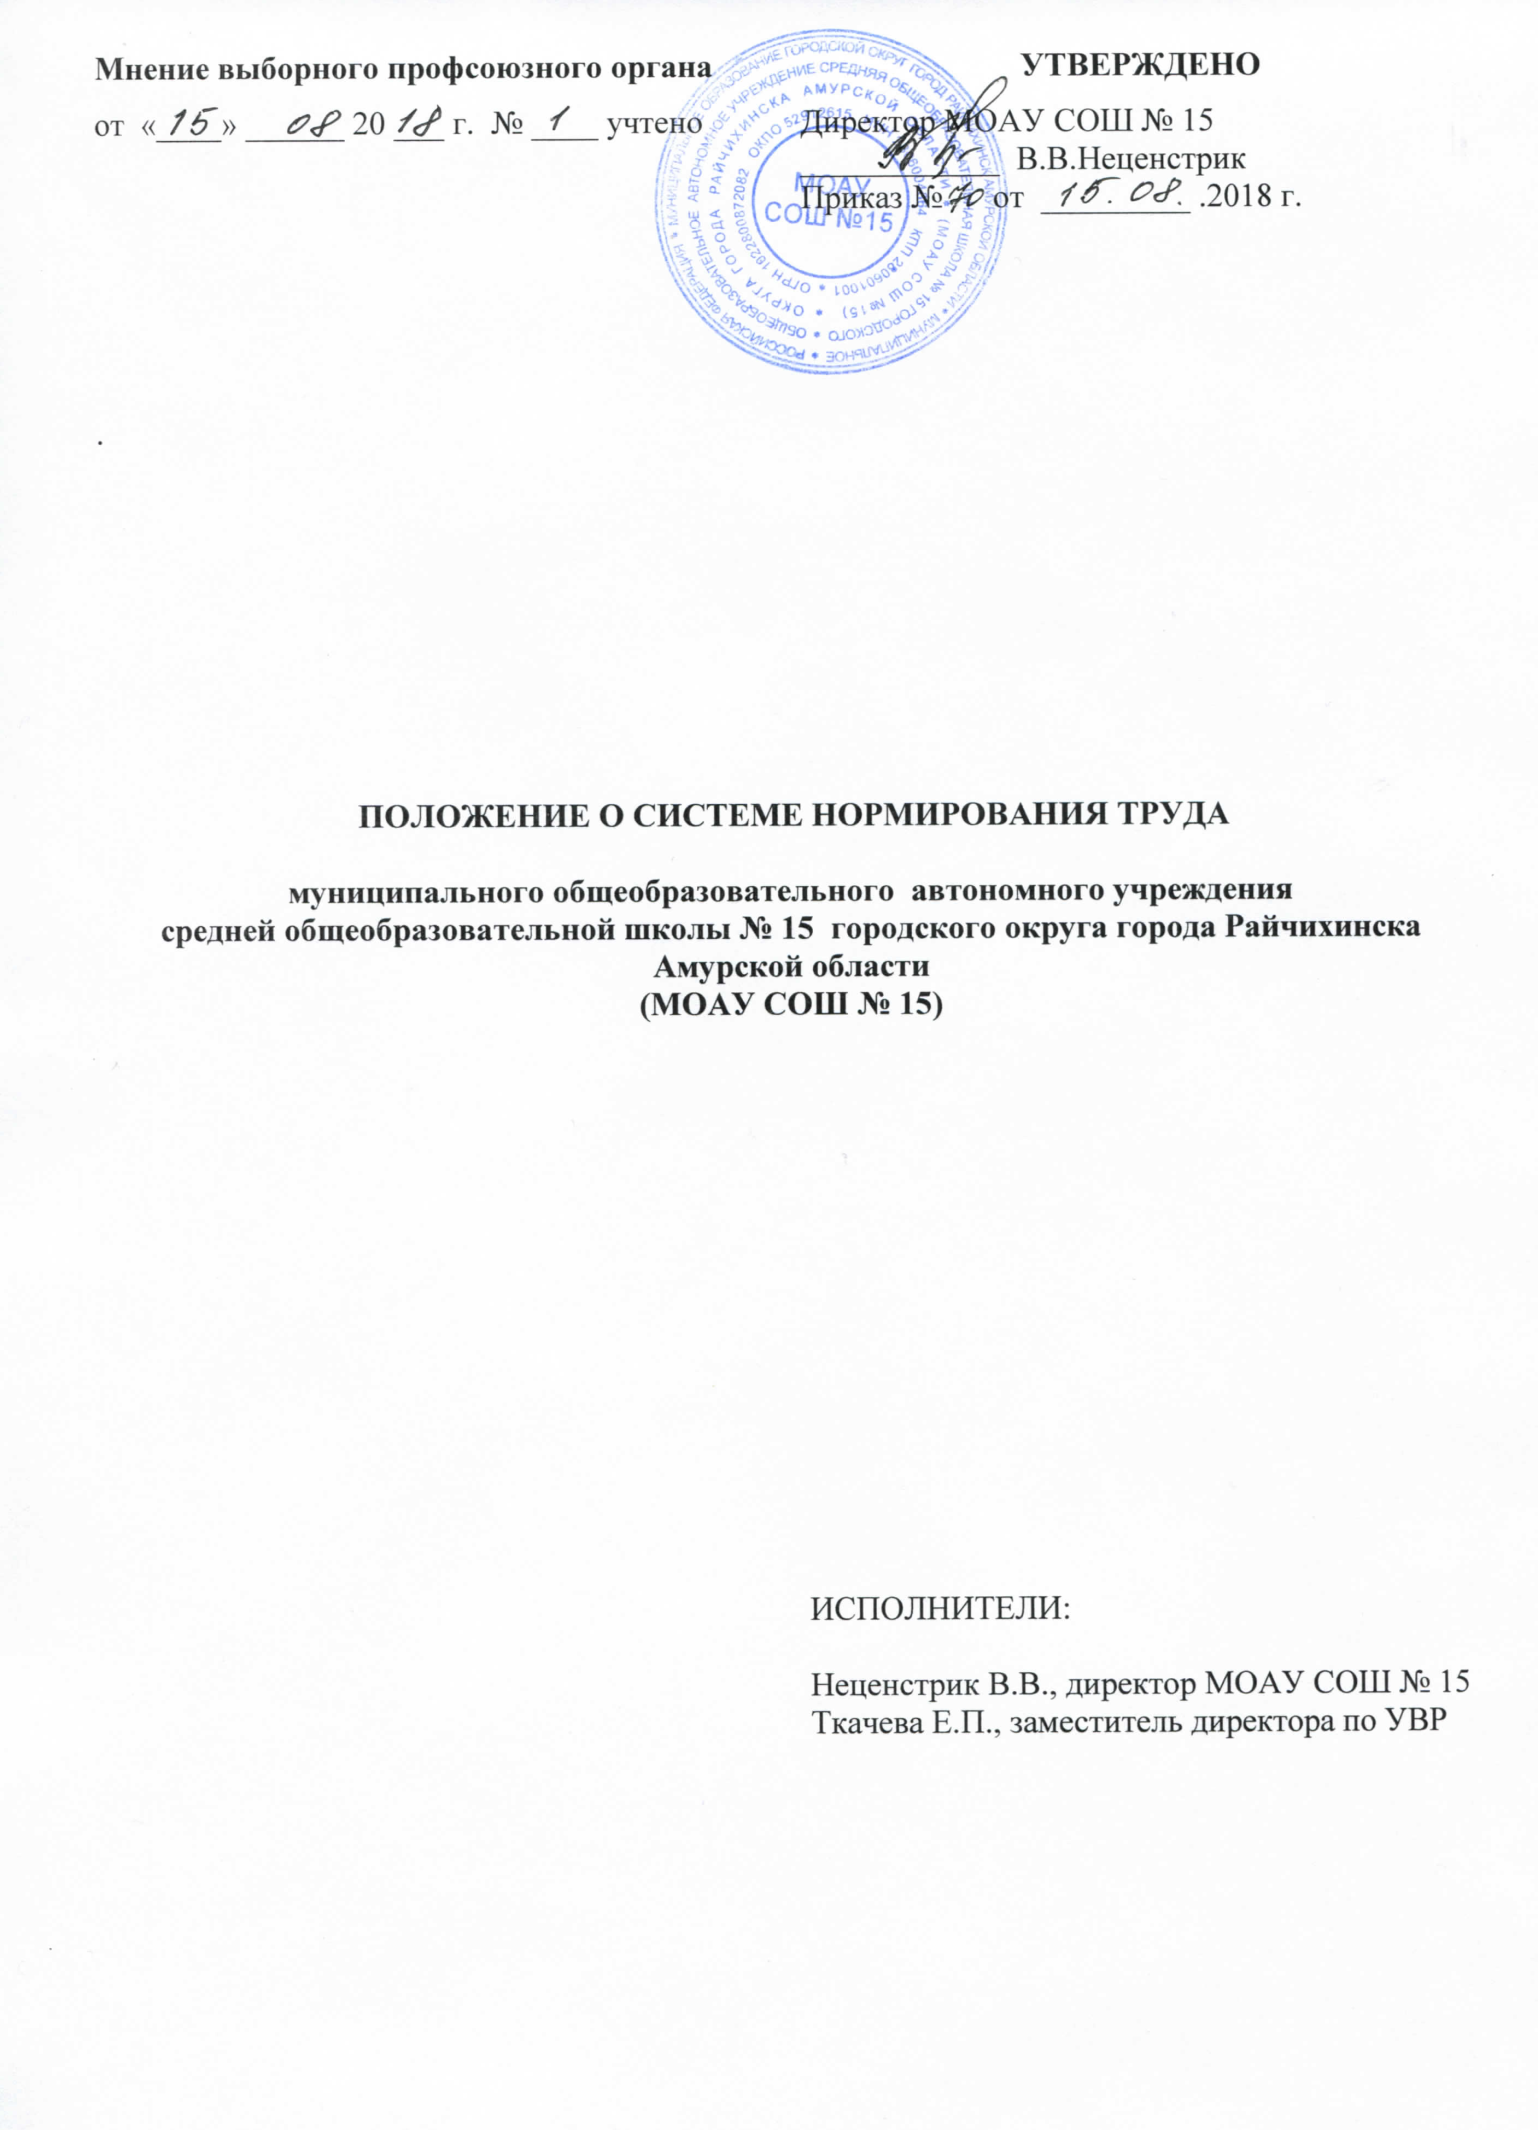 Мнение выборного профсоюзного органа
от «15» 08 20 18 г. № 1 учтено
УТВЕРЖДЕНО
Директор МОАУ СОШ № 15
В.В.Неценстрик
Приказ № 70 от 15.08. .2018 г.
МОАУ
СОШ №15
ПОЛОЖЕНИЕ О СИСТЕМЕ НОРМИРОВАНИЯ ТРУДА
муниципального общеобразовательного автономного учреждения
средней общеобразовательной школы № 15 городского округа города Райчихинска
Амурской области
(МОАУ СОШ № 15)
ИСПОЛНИТЕЛИ:
Неценстрик В.В., директор МОАУ СОШ № 15
Ткачева Е.П., заместитель директора по УВР